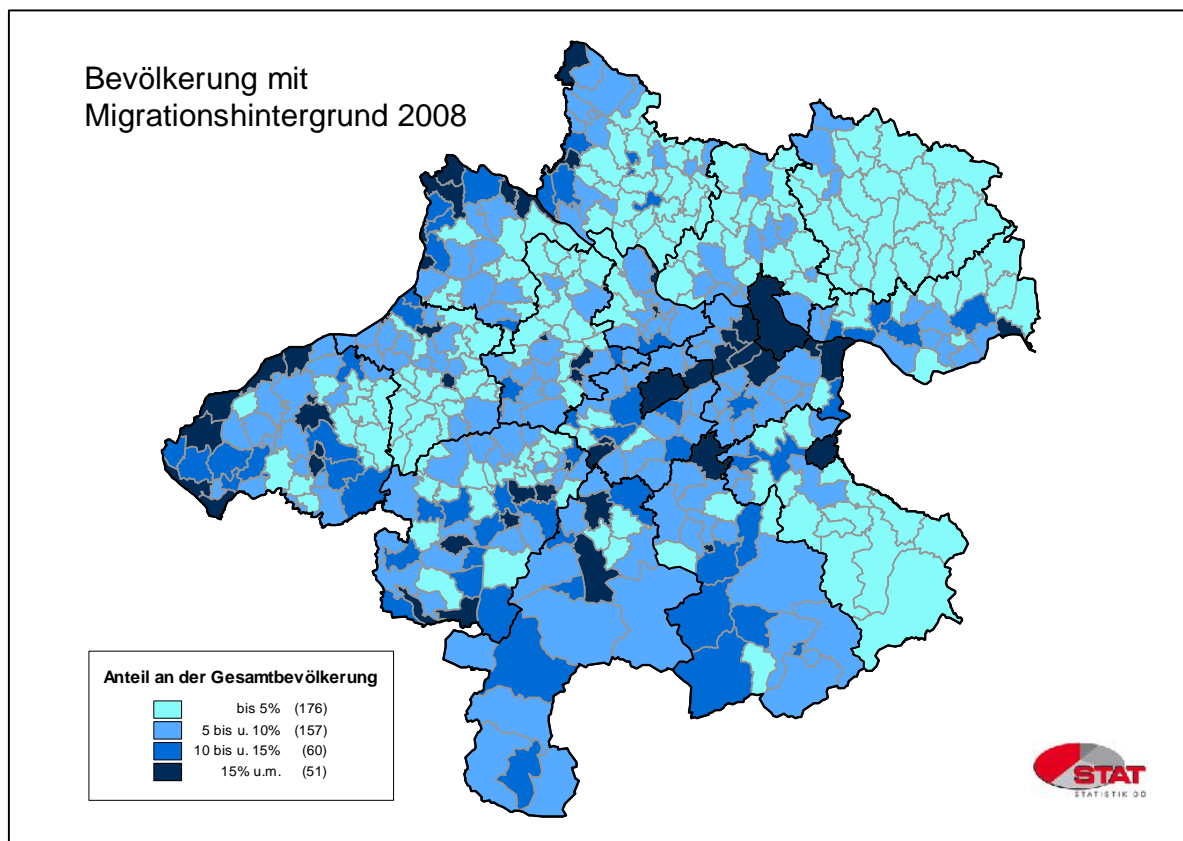 Bevölkerung mit
Migrationshintergrund 2008
Anteil an der Gesamtbevölkerung
bis 5% (176)
5 bis u. 10% (157)
10 bis u. 15% (60)
15% u.m. (51)
STAT
STATISTIK OÖ